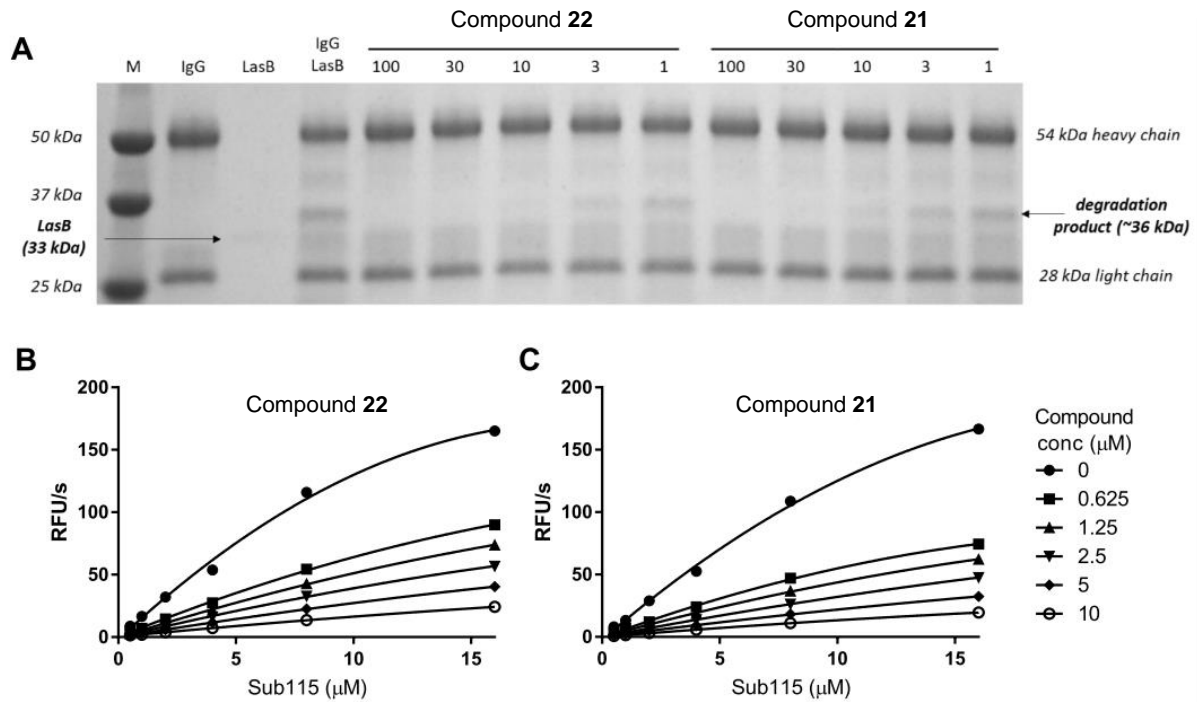 Compound 22 Compound 21
A
M IgG LasB IgG LasB 100 30 10 3 1 100 30 10 3 1
50 kDa
37 kDa
LasB
(33 kDa)
25 kDa
54 kDa heavy chain
degradation
product (~36 kDa)
28 kDa light chain
B
Compound 22
200
150
100
50
0
RFU/s
0 5 10 15
Sub115 (μM)
C
Compound 21
200
150
100
50
0
RFU/s
0 5 10 15
Sub115 (μM)
Compound
conc (μM)
0
0.625
1.25
2.5
5
10